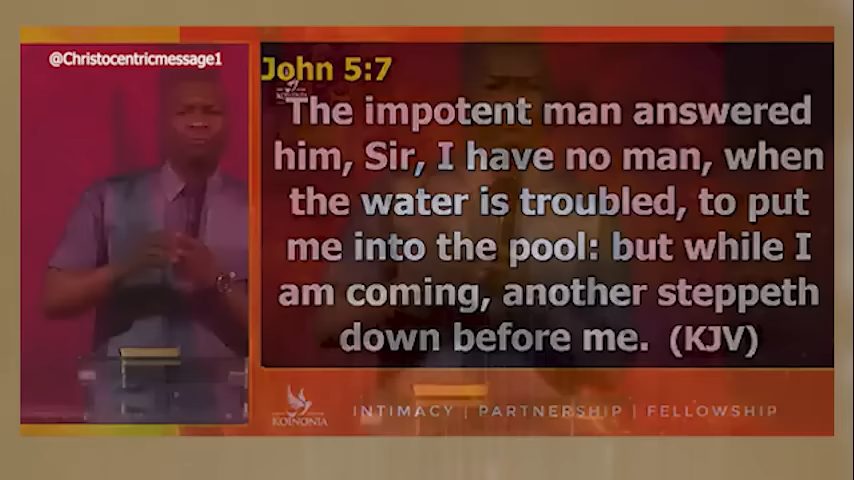 @Christocentricmessage1
John 5:7
KOINONIA
The impotent man answered
him, Sir, I have no man, when
the water is troubled, to put
me into the pool: but while I
am coming, another steppeth
down before me. (KJV)
KOINONIA
INTIMACY | PARTNERSHIP | FELLOWSHIP